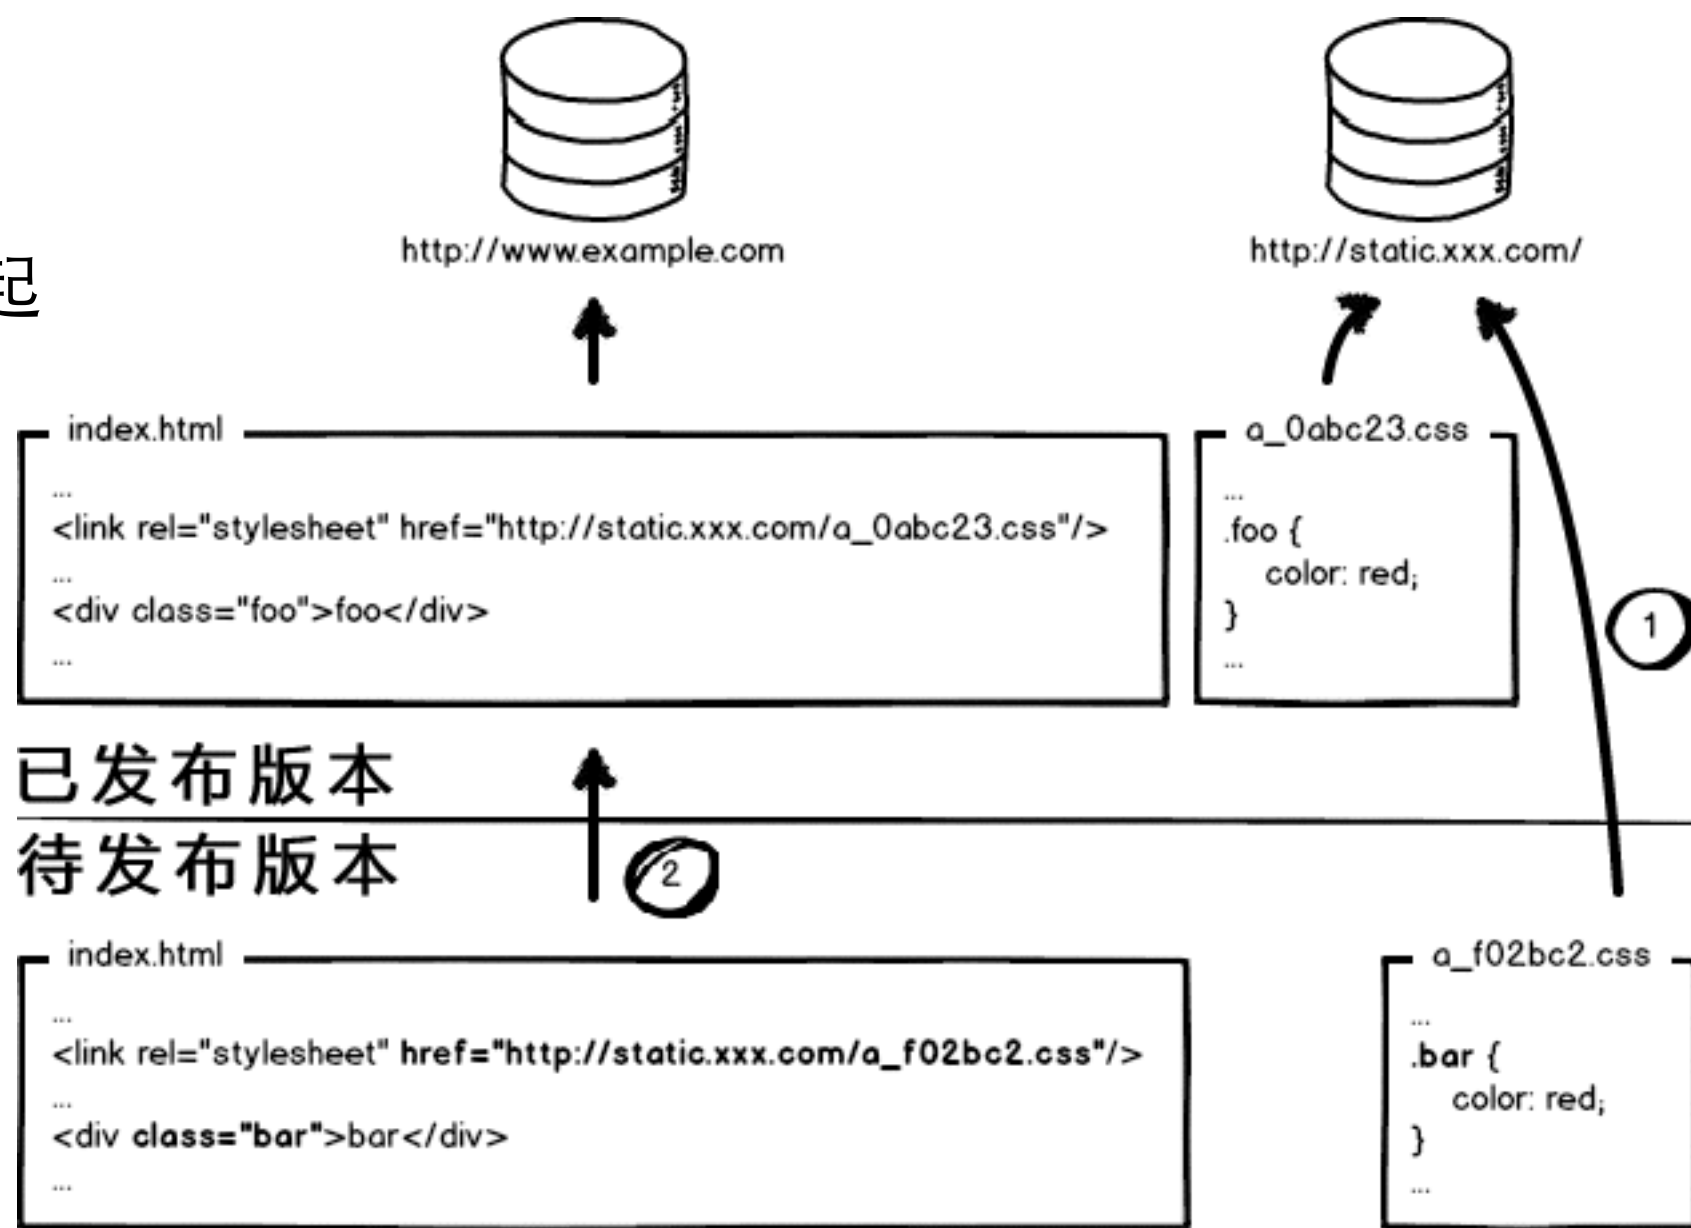 http://www.example.com
http://static.xxx.com/
起
index.html
...
<link rel="stylesheet" href="http://static.xxx.com/a_0abc23.css"/>
...
<div class="foo">foo</div>
...
a_0abc23.css
...
.foo {
color: red;
}
...
1
已发布版本
待发布版本
2
index.html
...
<link rel="stylesheet" href="http://static.xxx.com/a_f02bc2.css"/>
...
<div class="bar">bar</div>
...
a_f02bc2.css
...
.bar {
color: red;
}
...